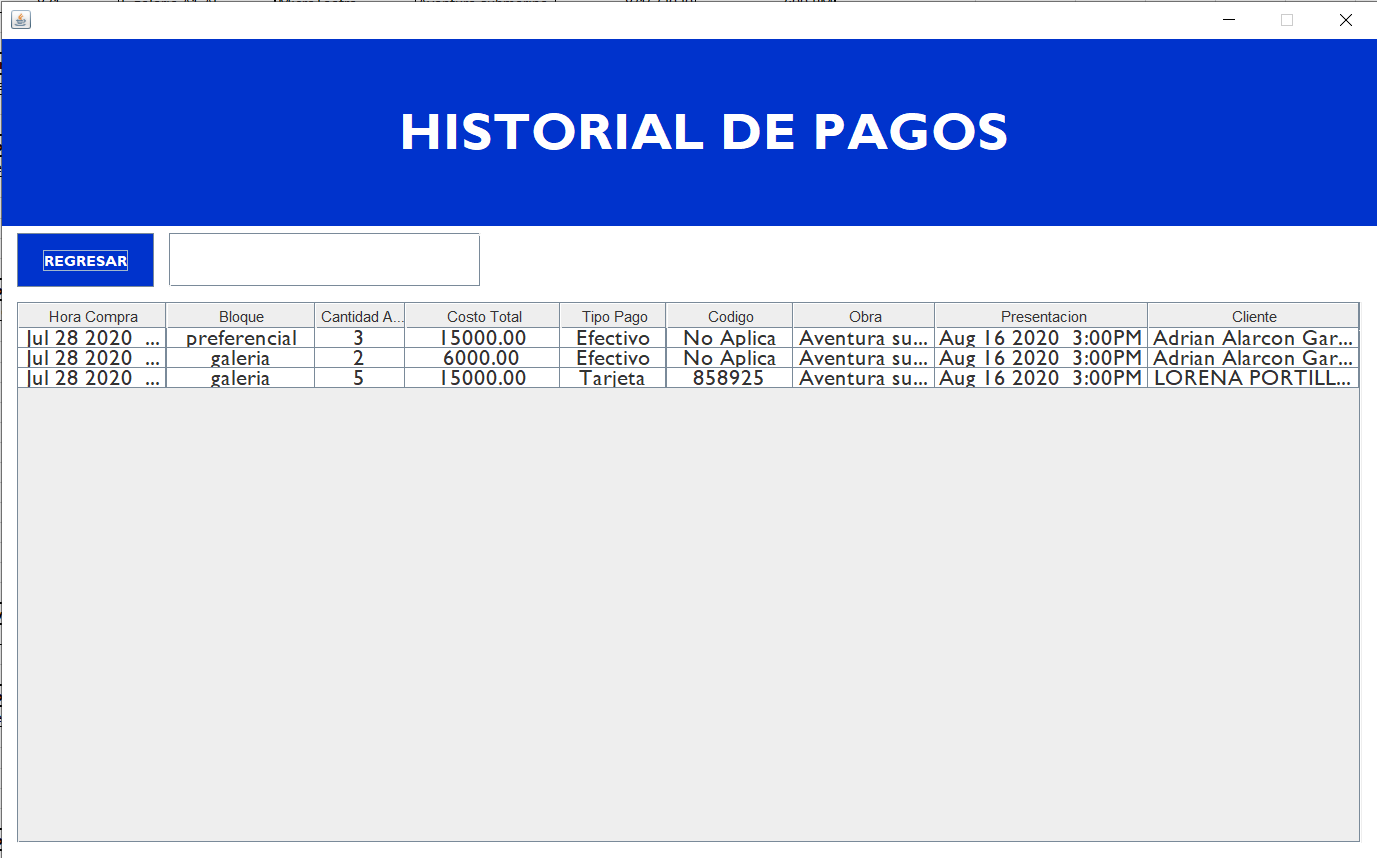 HISTORIAL DE PAGOS
REGRESAR
Hora Compra Bloque Cantidad A... Costo Total Tipo Pago Codigo Obra Presentacion Cliente
Jul 28 2020 ... preferencial 3 15000.00 Efectivo No Aplica Aventura su... Aug 16 2020 3:00PM Adrian Alarcon Gar...
Jul 28 2020 ... galeria 2 6000.00 Efectivo No Aplica Aventura su... Aug 16 2020 3:00PM Adrian Alarcon Gar...
Jul 28 2020 ... galeria 5 15000.00 Tarjeta 858925 Aventura su... Aug 16 2020 3:00PM LORENA PORTILL...